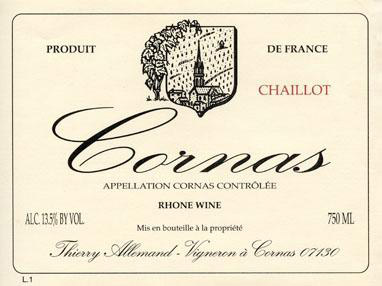 PRODUIT DE FRANCE
CHAILLOT
Cornas
APPELLATION CORNAS CONTRÔLÉE
RHONE WINE
ALC. 13.5% BY VOL. 750 ML
Mis en bouteille à la propriété
Thierry Allemand - Vigneron à Cornas 07130
L.1